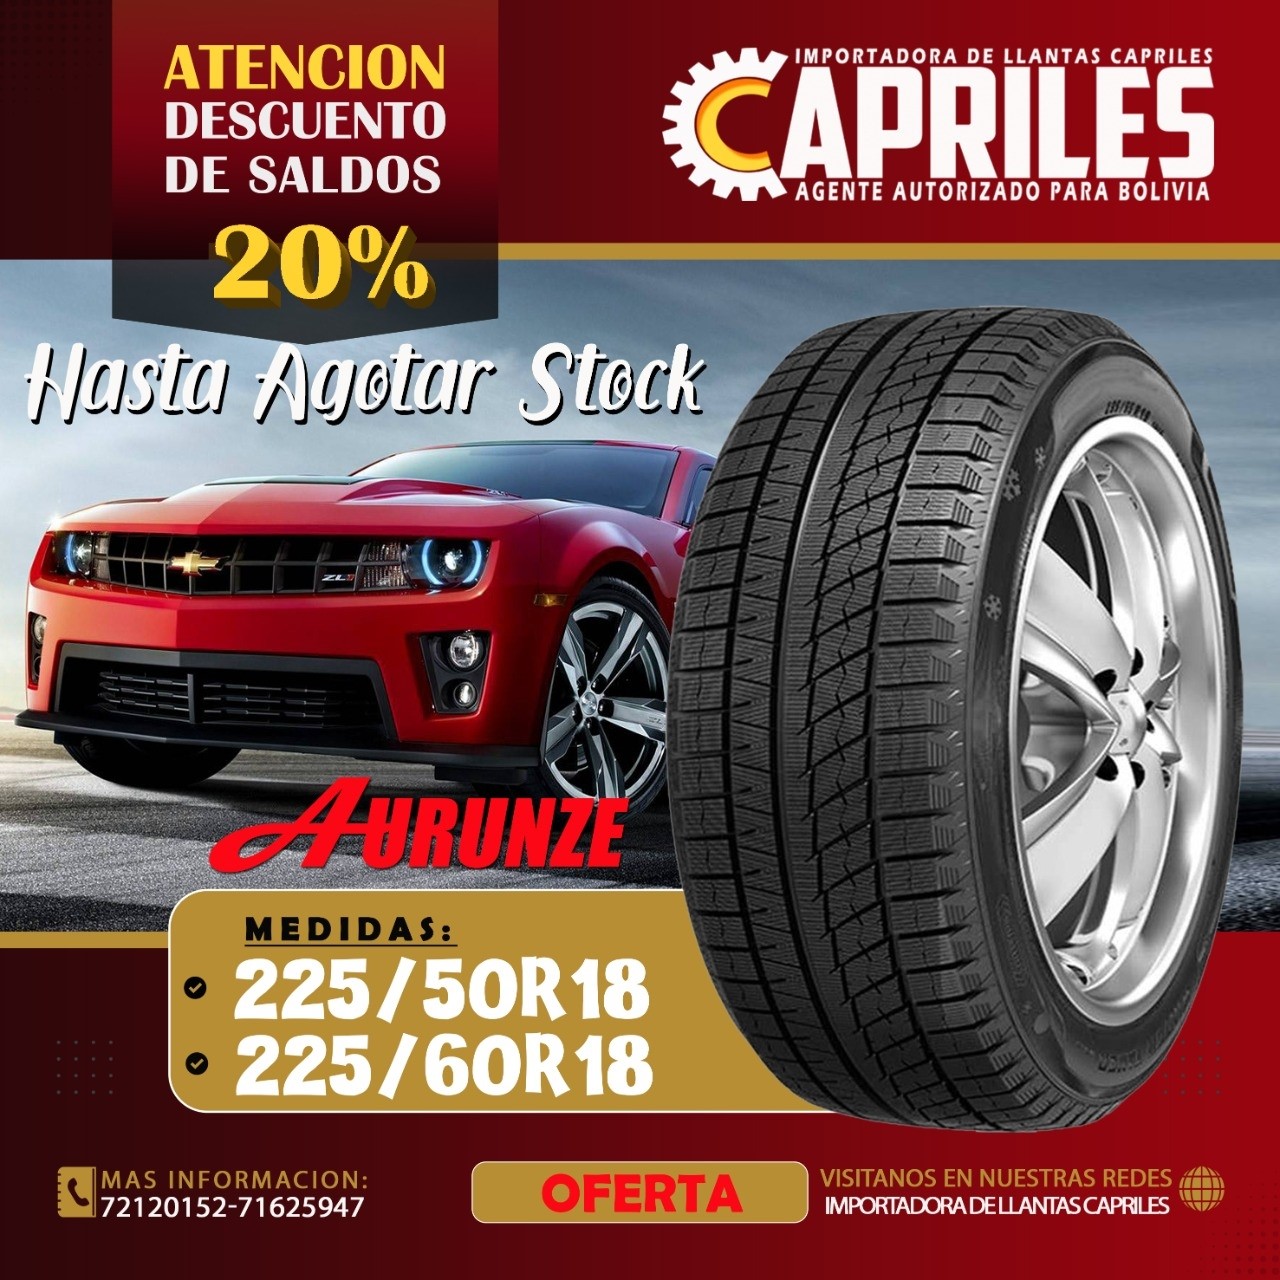 ATENCION
DESCUENTO
DE SALDOS
20%
IMPORTADORA DE LLANTAS CAPRILES
CAPRILES
AGENTE AUTORIZADO PARA BOLIVIA
Hasta Agotar Stock
ZL1
AURUNZE
MEDIDAS:
225/50R18
225/60R18
MAS INFORMACION:
72120152-71625947
OFERTA
VISITANOS EN NUESTRAS REDES
IMPORTADORA DE LLANTAS CAPRILES